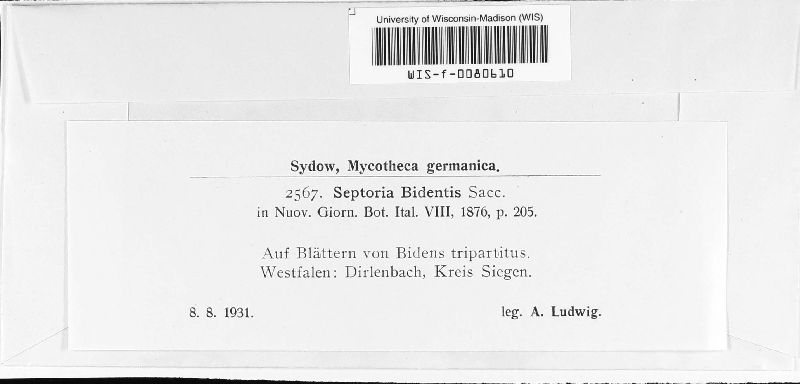 University of Wisconsin-Madison (WIS)
WIS-f-0080610
Sydow, Mycotheca germanica.
2567. Septoria Bidentis Sacc.
in Nuov. Giorn. Bot. Ital. VIII, 1876, p. 205.
Auf Blättern von Bidens tripartitus.
Westfalen: Dirlenbach, Kreis Siegen.
8. 8. 1931.
leg. A. Ludwig.